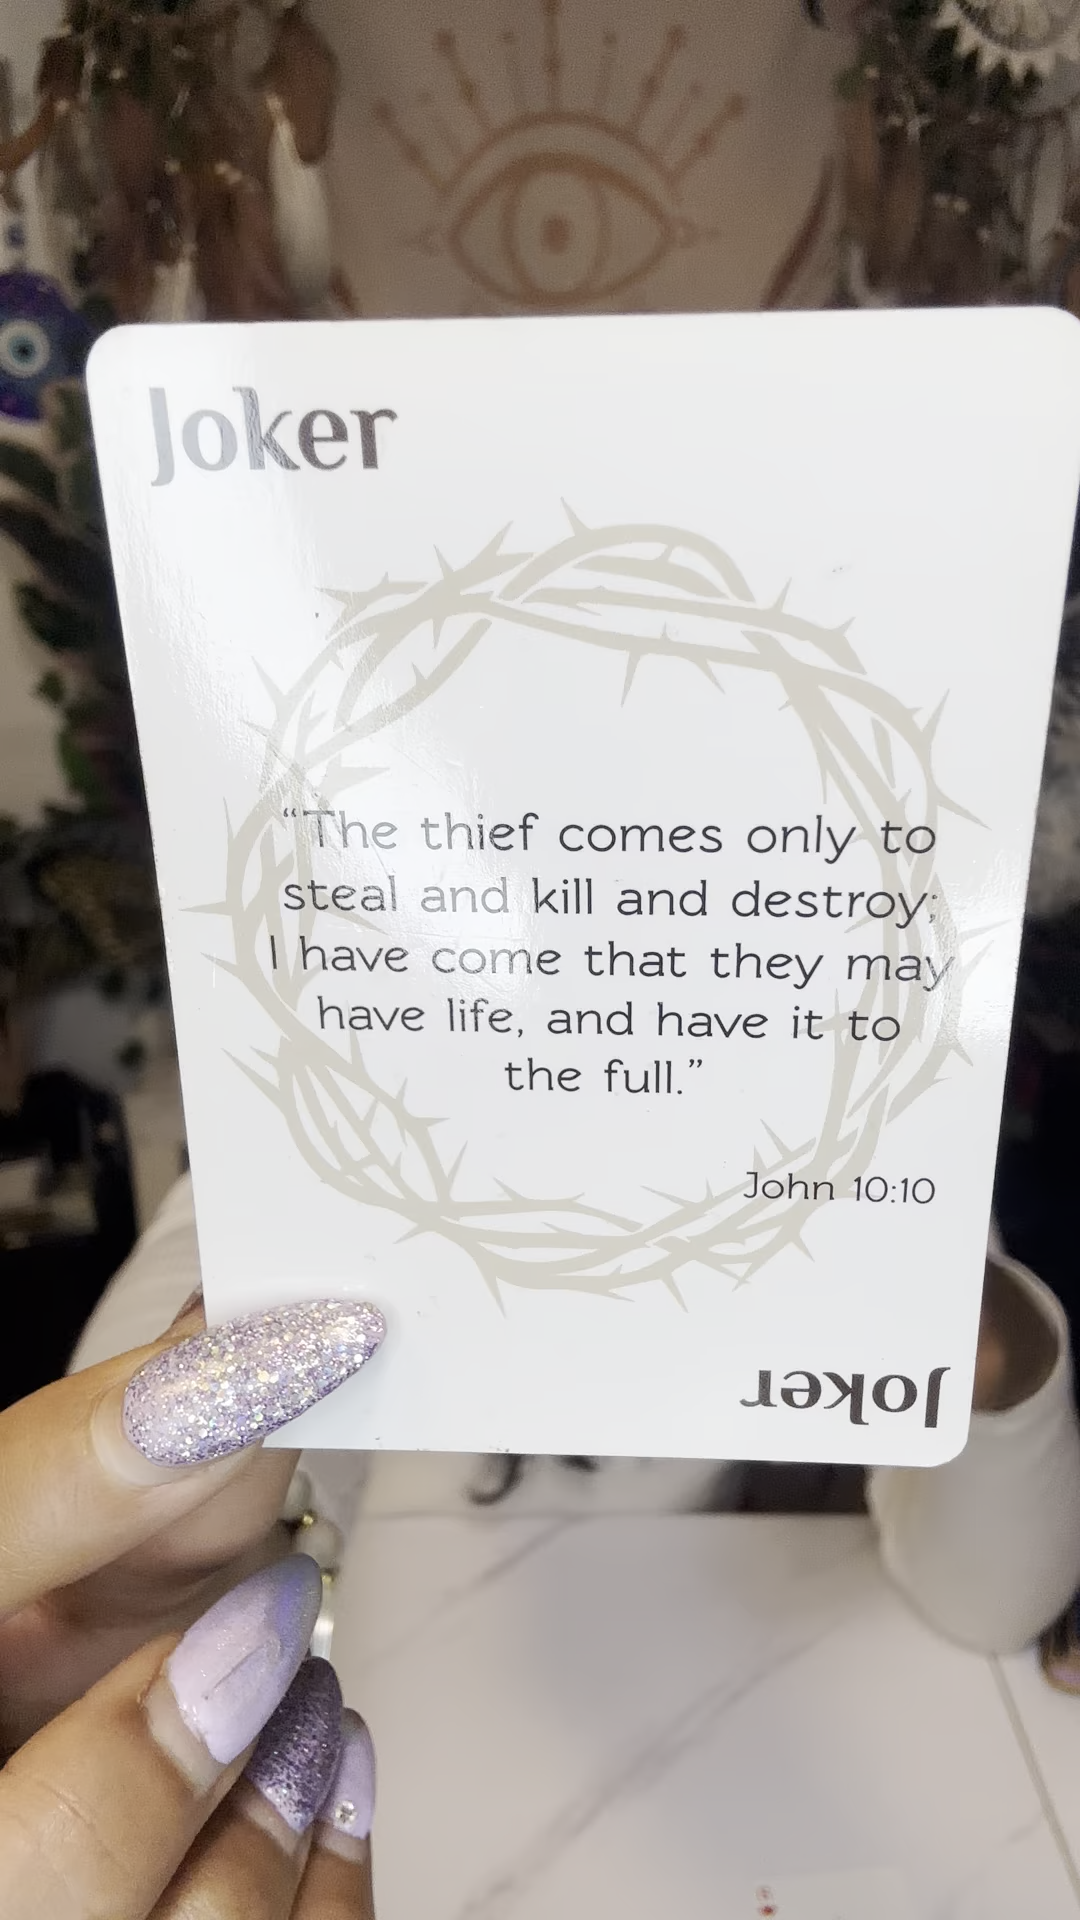 Joker
“The thief comes only to
steal and kill and destroy;
I have come that they may
have life, and have it to
the full.”
John 10:10
Joker